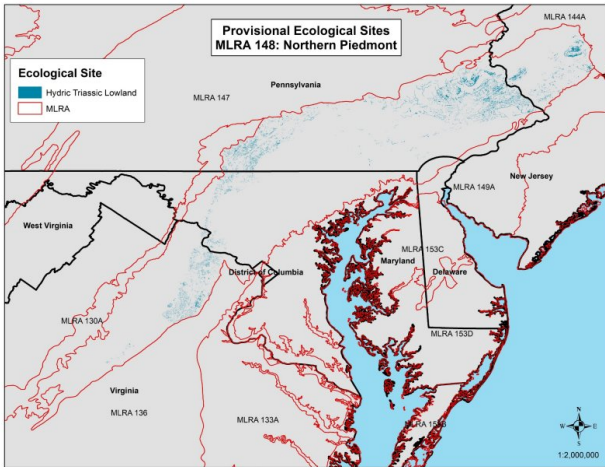 Provisional Ecological Sites
MLRA 148: Northern Piedmont
MLRA 144A
Ecological Site
Hydric Triassic Lowland
MLRA
Pennsylvania
MLRA 147
New Jersey
MLRA 149A
West Virginia
MLRA 153C
Maryland
Delaware
District of Columbia
MLRA 130A
MLRA 153D
Virginia
MLRA 136
MLRA 133A
N
W
E
S
1:2,000,000